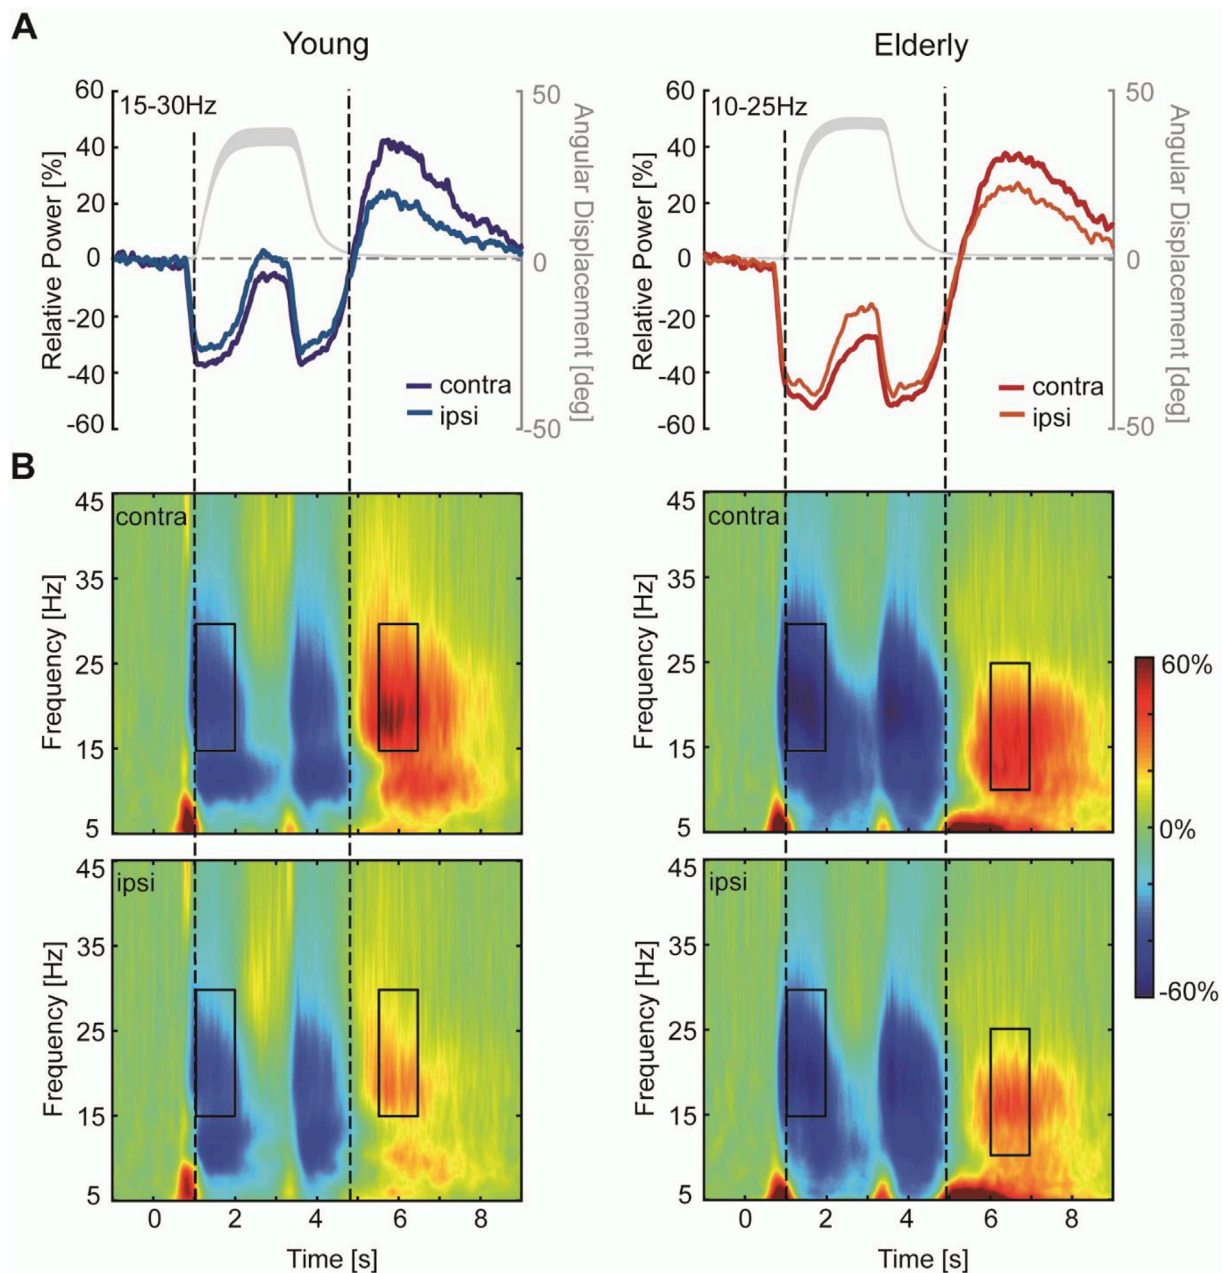 A
Young
Elderly
60
40
20
0
-20
-40
-60
Relative Power [%]
15-30Hz
contra
ipsi
50
0
-50
Angular Displacement [deg]
60
40
20
0
-20
-40
-60
Relative Power [%]
10-25Hz
contra
ipsi
50
0
-50
Angular Displacement [deg]
B
45
35
25
15
5
Frequency [Hz]
contra
45
35
25
15
5
Frequency [Hz]
contra
45
35
25
15
5
Frequency [Hz]
ipsi
0 2 4 6 8
Time [s]
45
35
25
15
5
Frequency [Hz]
ipsi
0 2 4 6 8
Time [s]
60%
0%
-60%